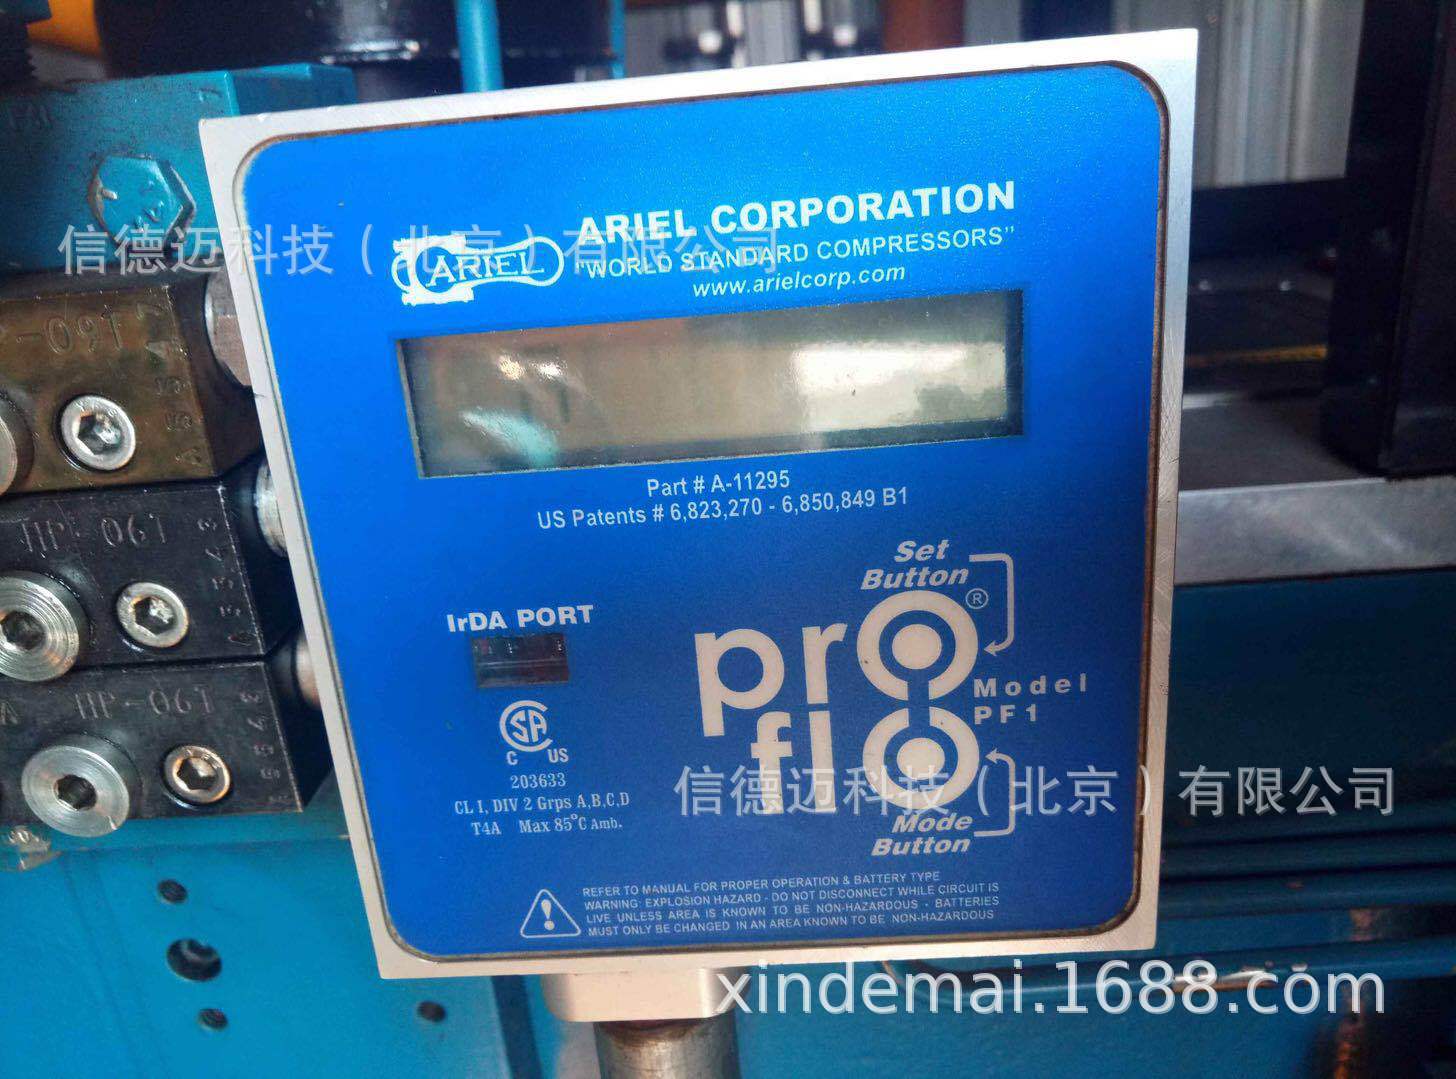 ARIEL
ARIEL CORPORATION
"WORLD STANDARD COMPRESSORS"
www.arielcorp.com
信德迈科技（北京）有限公司
Part # A-11295
US Patents # 6,823,270 - 6,850,849 B1
Set
Button
IrDA PORT
pro ®
flo
Model
PF1
Mode
Button
CSA
C US
203633
CL I, DIV 2 Grps A,B,C,D
T4A Max 85°C Amb.
信德迈科技（北京）有限公司
REFER TO MANUAL FOR PROPER OPERATION & BATTERY TYPE
WARNING: EXPLOSION HAZARD - DO NOT DISCONNECT WHILE CIRCUIT IS
LIVE UNLESS AREA IS KNOWN TO BE NON-HAZARDOUS - BATTERIES
MUST ONLY BE CHANGED IN AN AREA KNOWN TO BE NON-HAZARDOUS
xindemai.1688.com
HP-06T
HP-06T